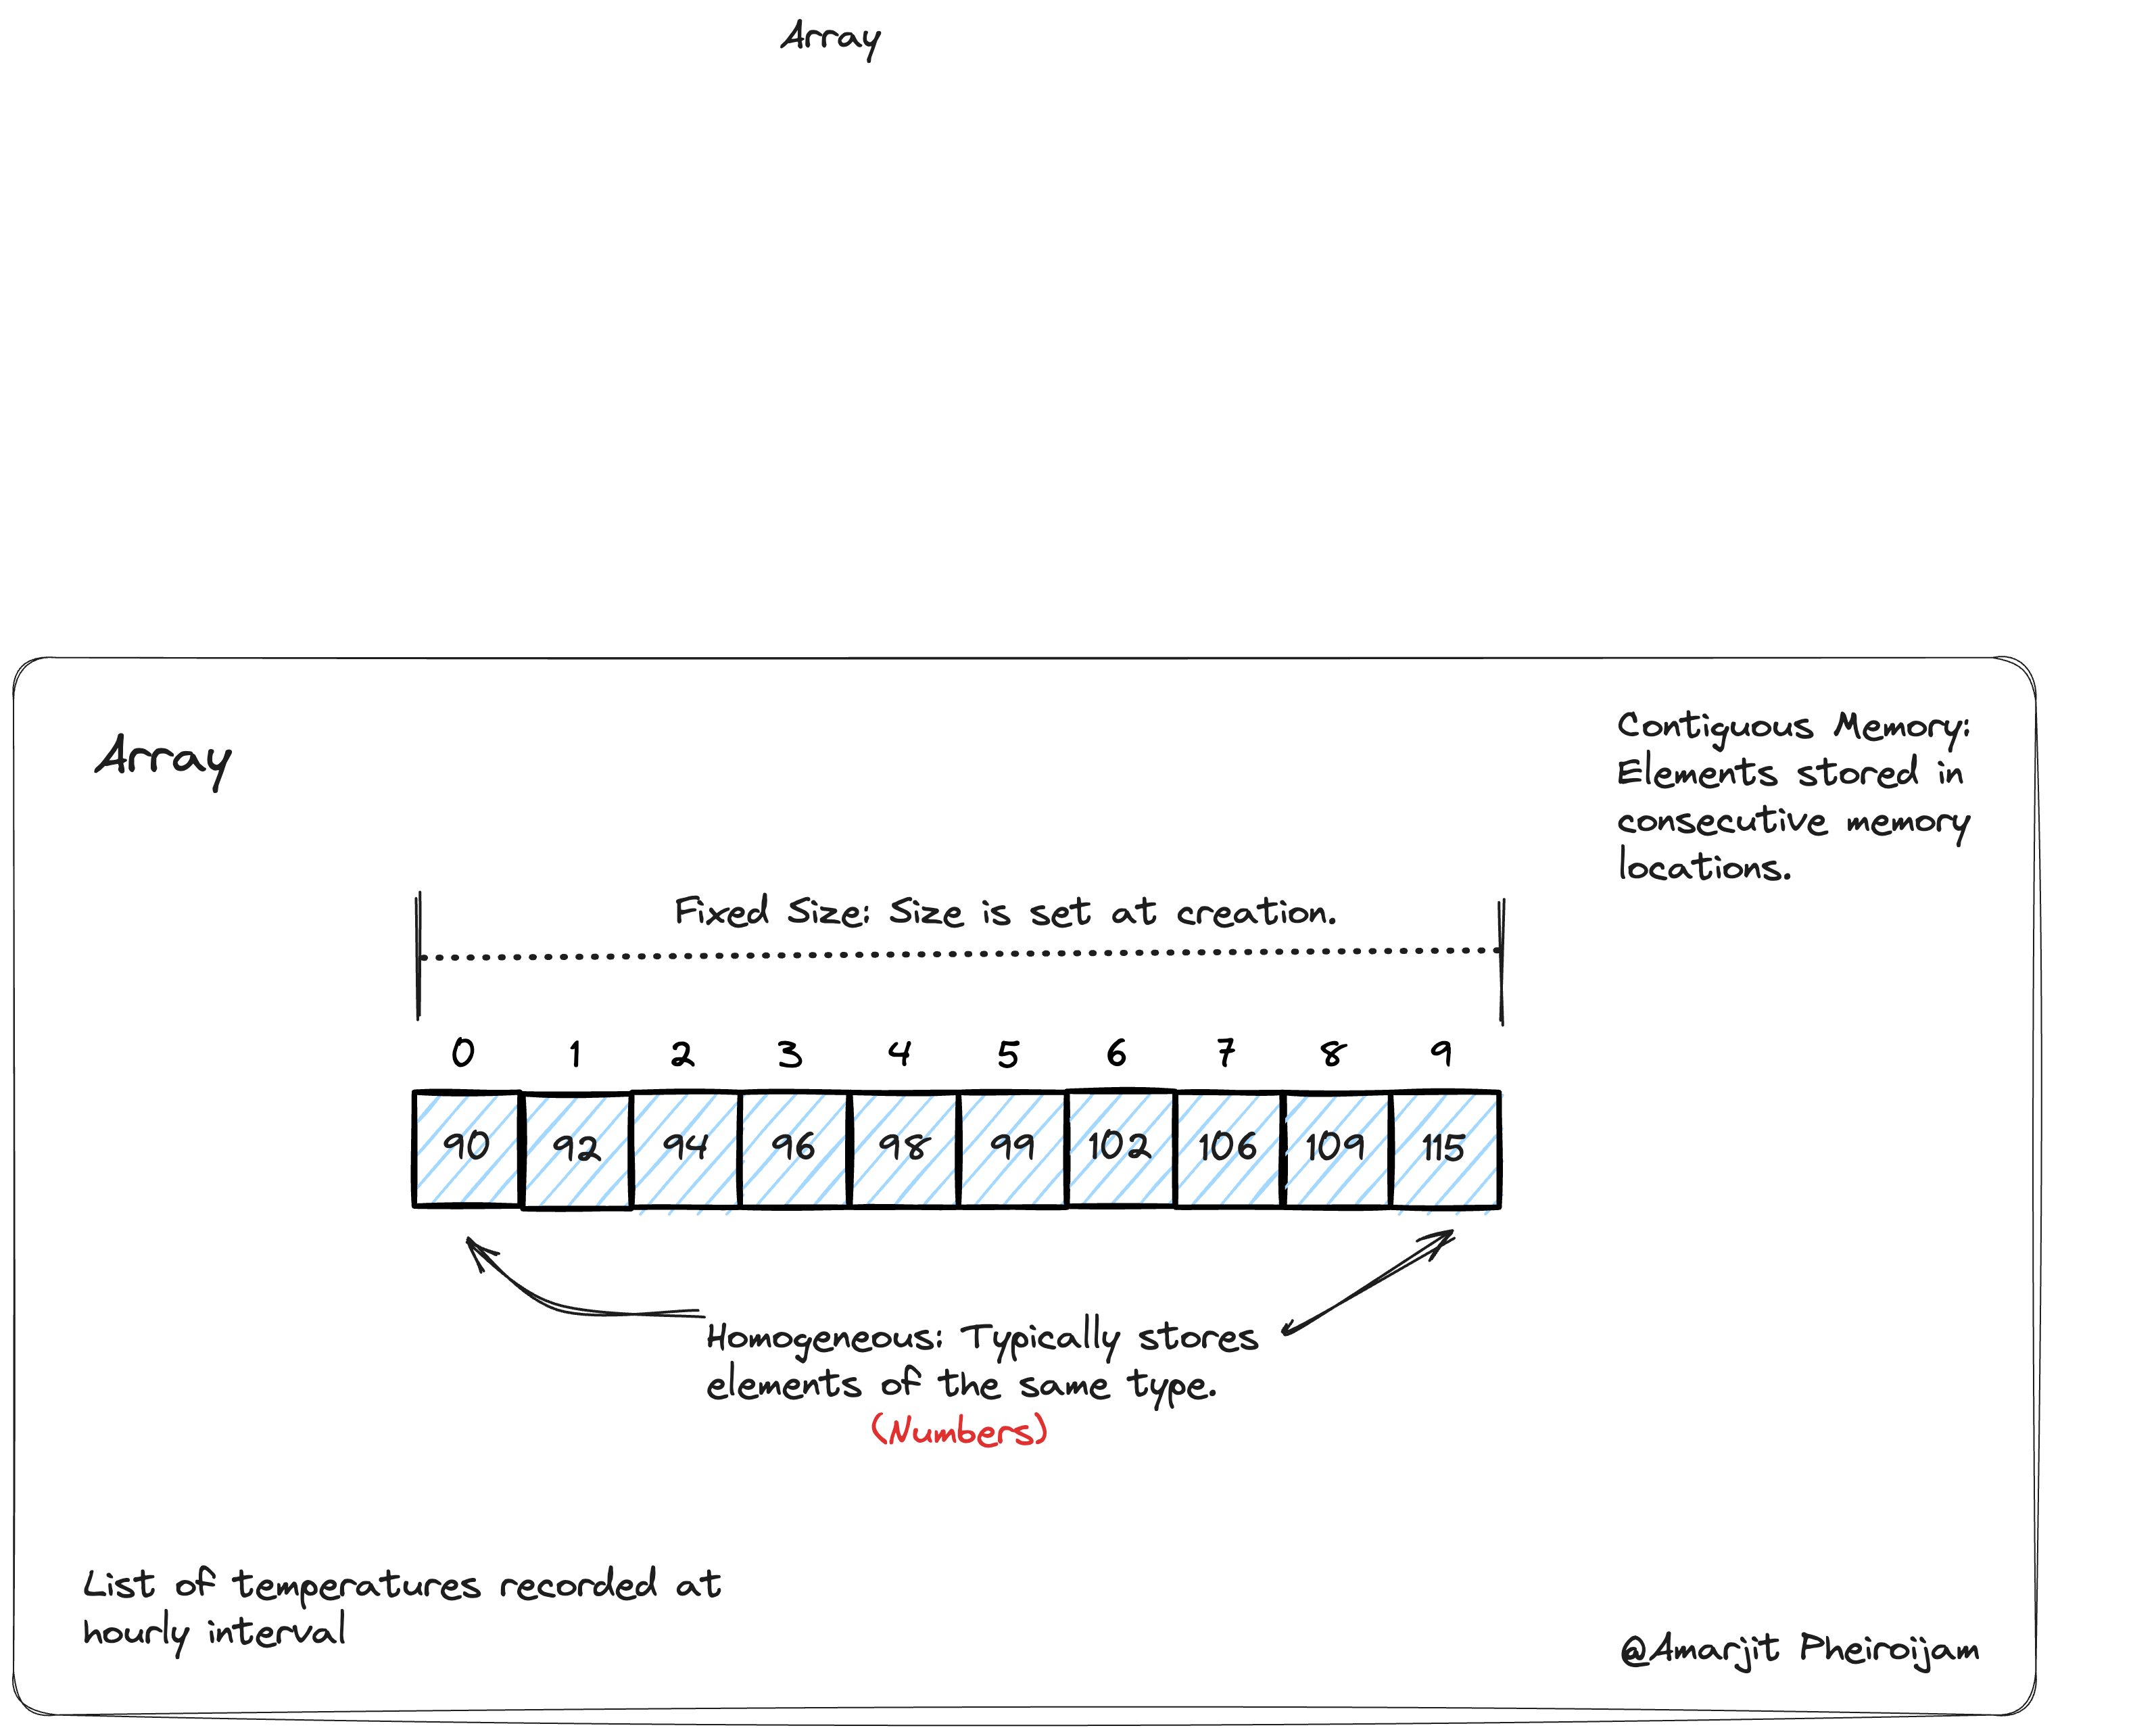 Array
Array
Contiguous Memory:
Elements stored in
consecutive memory
locations.
Fixed Size: Size is set at creation.
0 1 2 3 4 5 6 7 8 9
90 92 94 96 98 99 102 106 109 115
Homogeneous: Typically stores
elements of the same type.
(Numbers)
List of temperatures recorded at
hourly interval
@Amarjit Pheiroijam